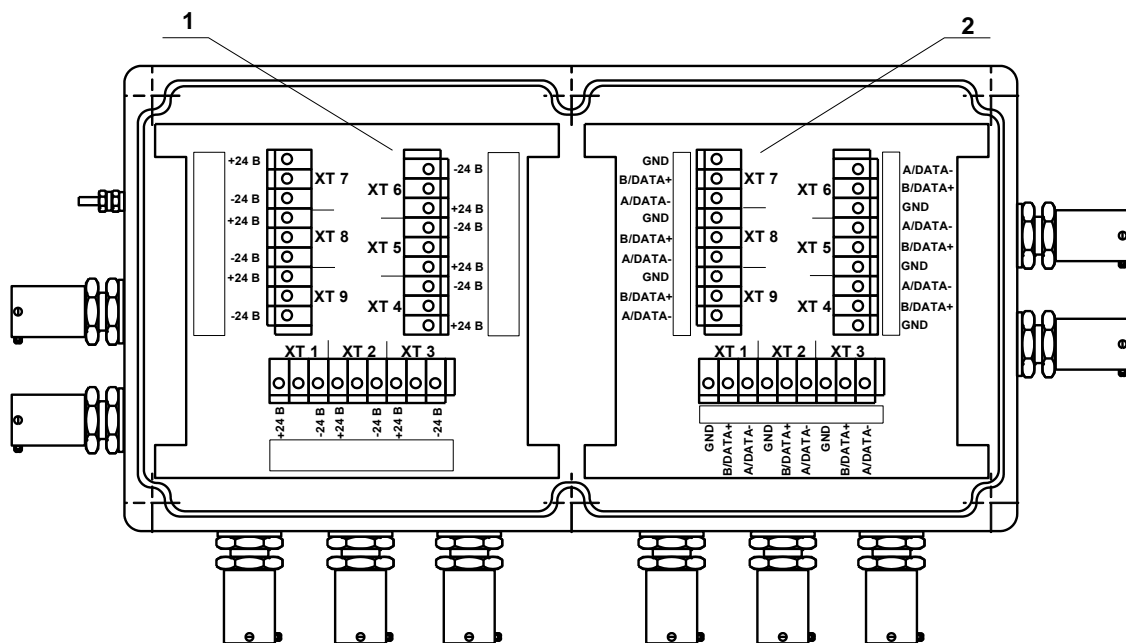 1
2
+24 В
-24 В
+24 В
-24 В
+24 В
-24 В
XT 7
XT 8
XT 9
XT 6
XT 5
XT 4
-24 В
+24 В
-24 В
+24 В
-24 В
+24 В
XT 1 XT 2 XT 3
+24 В -24 В +24 В -24 В +24 В -24 В
GND
B/DATA+
A/DATA-
GND
B/DATA+
A/DATA-
GND
B/DATA+
A/DATA-
XT 7
XT 8
XT 9
XT 6
XT 5
XT 4
A/DATA-
B/DATA+
GND
A/DATA-
B/DATA+
GND
A/DATA-
B/DATA+
GND
XT 1 XT 2 XT 3
GND B/DATA+ A/DATA- GND B/DATA+ A/DATA- GND B/DATA+ A/DATA-